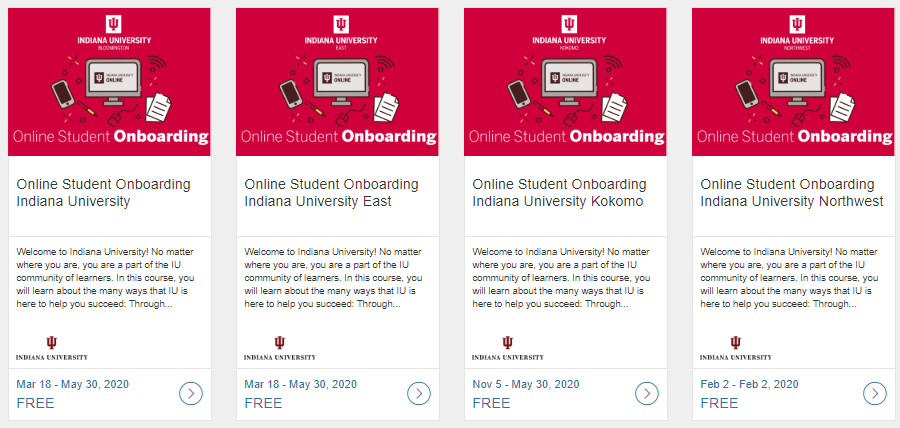 INDIANA UNIVERSITY
BLOOMINGTON
INDIANA UNIVERSITY
ONLINE
Online Student Onboarding
Online Student Onboarding
Indiana University
Welcome to Indiana University! No matter
where you are, you are a part of the IU
community of learners. In this course, you
will learn about the many ways that IU is
here to help you succeed: Through...
INDIANA UNIVERSITY
Mar 18 - May 30, 2020
FREE
INDIANA UNIVERSITY
EAST
INDIANA UNIVERSITY
ONLINE
Online Student Onboarding
Online Student Onboarding
Indiana University East
Welcome to Indiana University! No matter
where you are, you are a part of the IU
community of learners. In this course, you
will learn about the many ways that IU is
here to help you succeed: Through...
INDIANA UNIVERSITY
Mar 18 - May 30, 2020
FREE
INDIANA UNIVERSITY
KOKOMO
INDIANA UNIVERSITY
ONLINE
Online Student Onboarding
Online Student Onboarding
Indiana University Kokomo
Welcome to Indiana University! No matter
where you are, you are a part of the IU
community of learners. In this course, you
will learn about the many ways that IU is
here to help you succeed: Through...
INDIANA UNIVERSITY
Nov 5 - May 30, 2020
FREE
INDIANA UNIVERSITY
NORTHWEST
INDIANA UNIVERSITY
ONLINE
Online Student Onboarding
Online Student Onboarding
Indiana University Northwest
Welcome to Indiana University! No matter
where you are, you are a part of the IU
community of learners. In this course, you
will learn about the many ways that IU is
here to help you succeed: Through...
INDIANA UNIVERSITY
Feb 2 - Feb 2, 2020
FREE